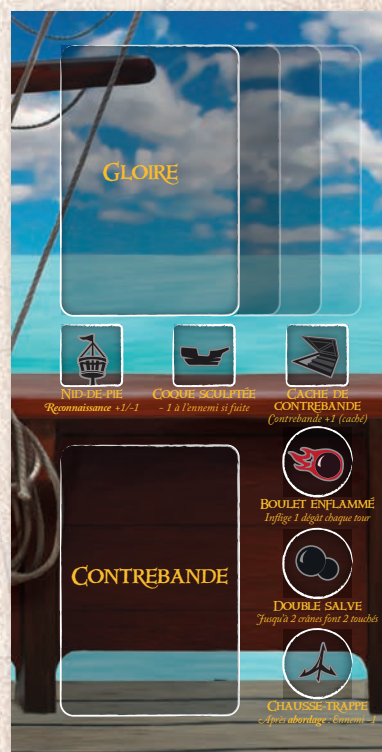 GLOIRE
NID-DE-PIE
Reconnaissance +1/-1
COQUE SCULPTÉE
- 1 à l'ennemi si fuite
CACHE DE
CONTREBANDE
Contrebande +1 (caché)
BOULET ENFLAMMÉ
Inflige 1 dégât chaque tour
CONTREBANDE
DOUBLE SALVE
Jusqu'à 2 crânes font 2 touchés
CHAUSSE-TRAPPE
Après abordage : Ennemi -1